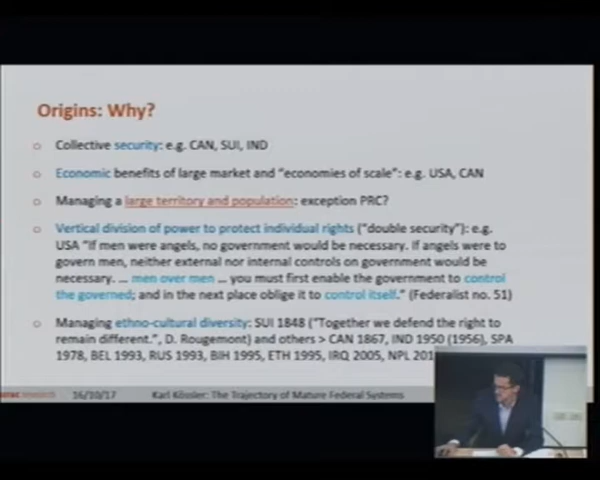 Origins: Why?
Collective security: e.g. CAN, SUI, IND
Economic benefits of large market and “economies of scale”: e.g. USA, CAN
Managing a large territory and population: exception PRC?
Vertical division of power to protect individual rights (“double security”): e.g.
USA “If men were angels, no government would be necessary. If angels were to
govern men, neither external nor internal controls on government would be
necessary. … men over men … you must first enable the government to control
the governed; and in the next place oblige it to control itself.” (Federalist no. 51)
Managing ethno-cultural diversity: SUI 1848 (“Together we defend the right to
remain different.”, D. Rougemont) and others > CAN 1867, IND 1950 (1956), SPA
1978, BEL 1993, RUS 1993, BIH 1995, ETH 1995, IRQ 2005, NPL 201
research 16/10/17 Karl Kössler: The Trajectory of Mature Federal Systems